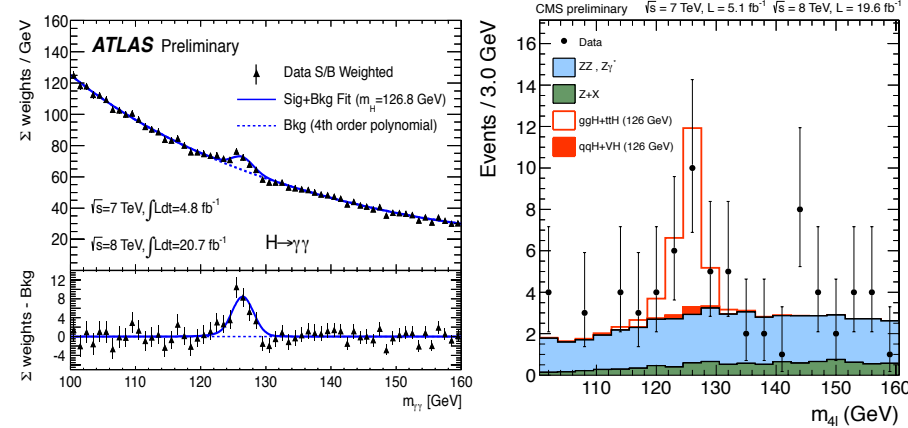 ATLAS Preliminary
Data S/B Weighted
Sig+Bkg Fit (m_H=126.8 GeV)
Bkg (4th order polynomial)
√s=7 TeV, ∫Ldt=4.8 fb⁻¹
√s=8 TeV, ∫Ldt=20.7 fb⁻¹
H→γγ
Σ weights / GeV
160
140
120
100
80
60
40
20
Σ weights - Bkg
12
8
4
0
-4
100 110 120 130 140 150 160
m_γγ [GeV]
CMS preliminary √s = 7 TeV, L = 5.1 fb⁻¹ √s = 8 TeV, L = 19.6 fb⁻¹
Events / 3.0 GeV
16
14
12
10
8
6
4
2
0
Data
ZZ , Zγ*
Z+X
ggH+ttH (126 GeV)
qqH+VH (126 GeV)
110 120 130 140 150 160
m_4l (GeV)